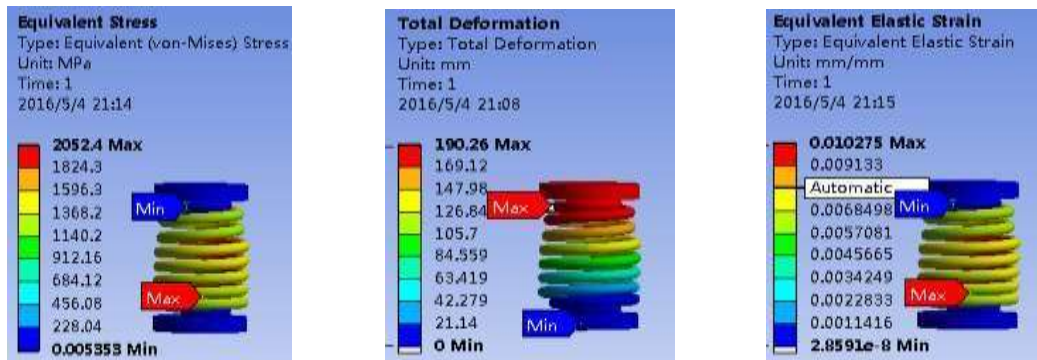 Equivalent Stress
Type: Equivalent (von-Mises) Stress
Unit: MPa
Time: 1
2016/5/4 21:14
2052.4 Max
1824.3
1596.3
1368.2
1140.2
912.16
684.12
456.08
228.04
0.005353 Min
Min
Max
Total Deformation
Type: Total Deformation
Unit: mm
Time: 1
2016/5/4 21:08
190.26 Max
169.12
147.98
126.84
105.7
84.559
63.419
42.279
21.14
0 Min
Max
Min
Equivalent Elastic Strain
Type: Equivalent Elastic Strain
Unit: mm/mm
Time: 1
2016/5/4 21:15
0.010275 Max
0.009133
Automatic
0.0068498
0.0057081
0.0045665
0.0034249
0.0022833
0.0011416
2.8591e-8 Min
Min
Max